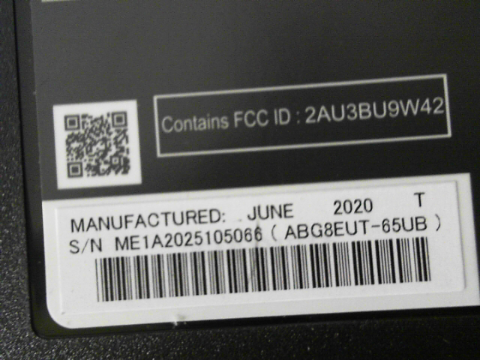 Contains FCC ID : 2AU3BU9W42
MANUFACTURED: JUNE 2020 T
S/N ME1A2025105066 ( ABG8EUT-65UB )